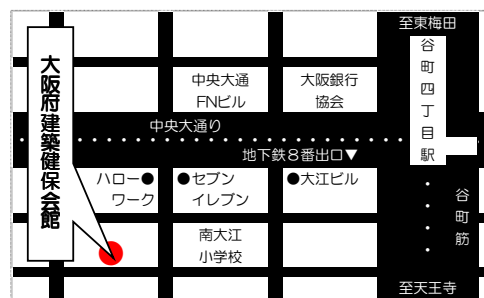 至東梅田
谷町四丁目駅
中央大通
FNビル
大阪銀行
協会
中央大通り
地下鉄8番出口▼
大阪府建築健保会館
ハロー●
ワーク
●セブン
イレブン
●大江ビル
谷町筋
南大江
小学校
至天王寺